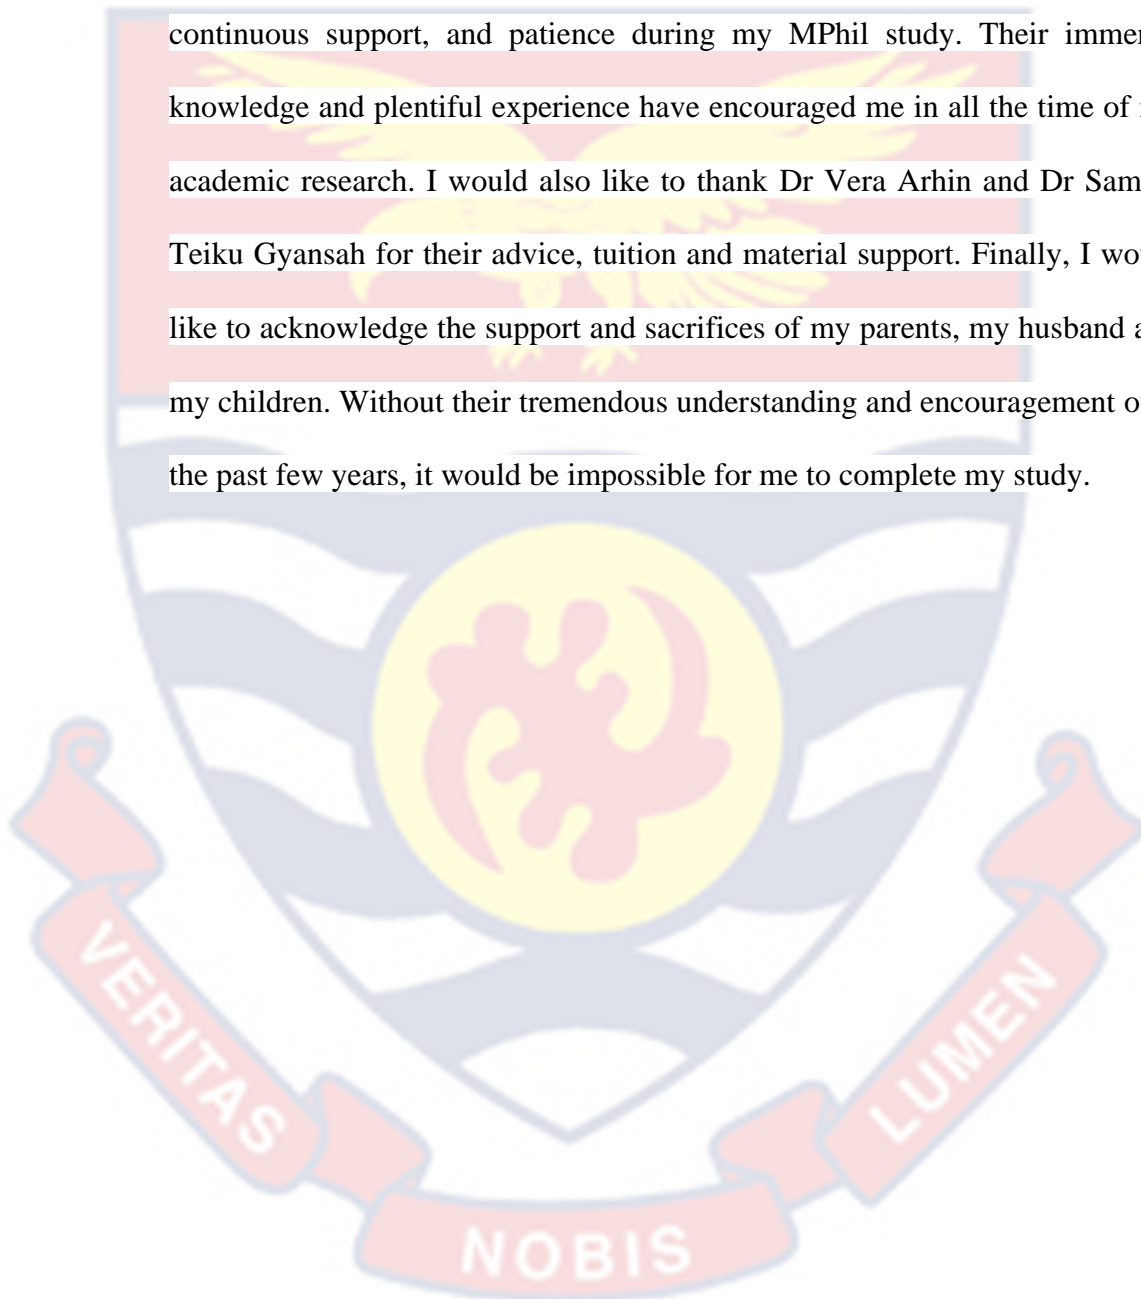 continuous support, and patience during my MPhil study. Their immen
knowledge and plentiful experience have encouraged me in all the time of
academic research. I would also like to thank Dr Vera Arhin and Dr Sam
Teiku Gyansah for their advice, tuition and material support. Finally, I wou
like to acknowledge the support and sacrifices of my parents, my husband a
my children. Without their tremendous understanding and encouragement o
the past few years, it would be impossible for me to complete my study.
VERITAS
NOBIS
LUMEN